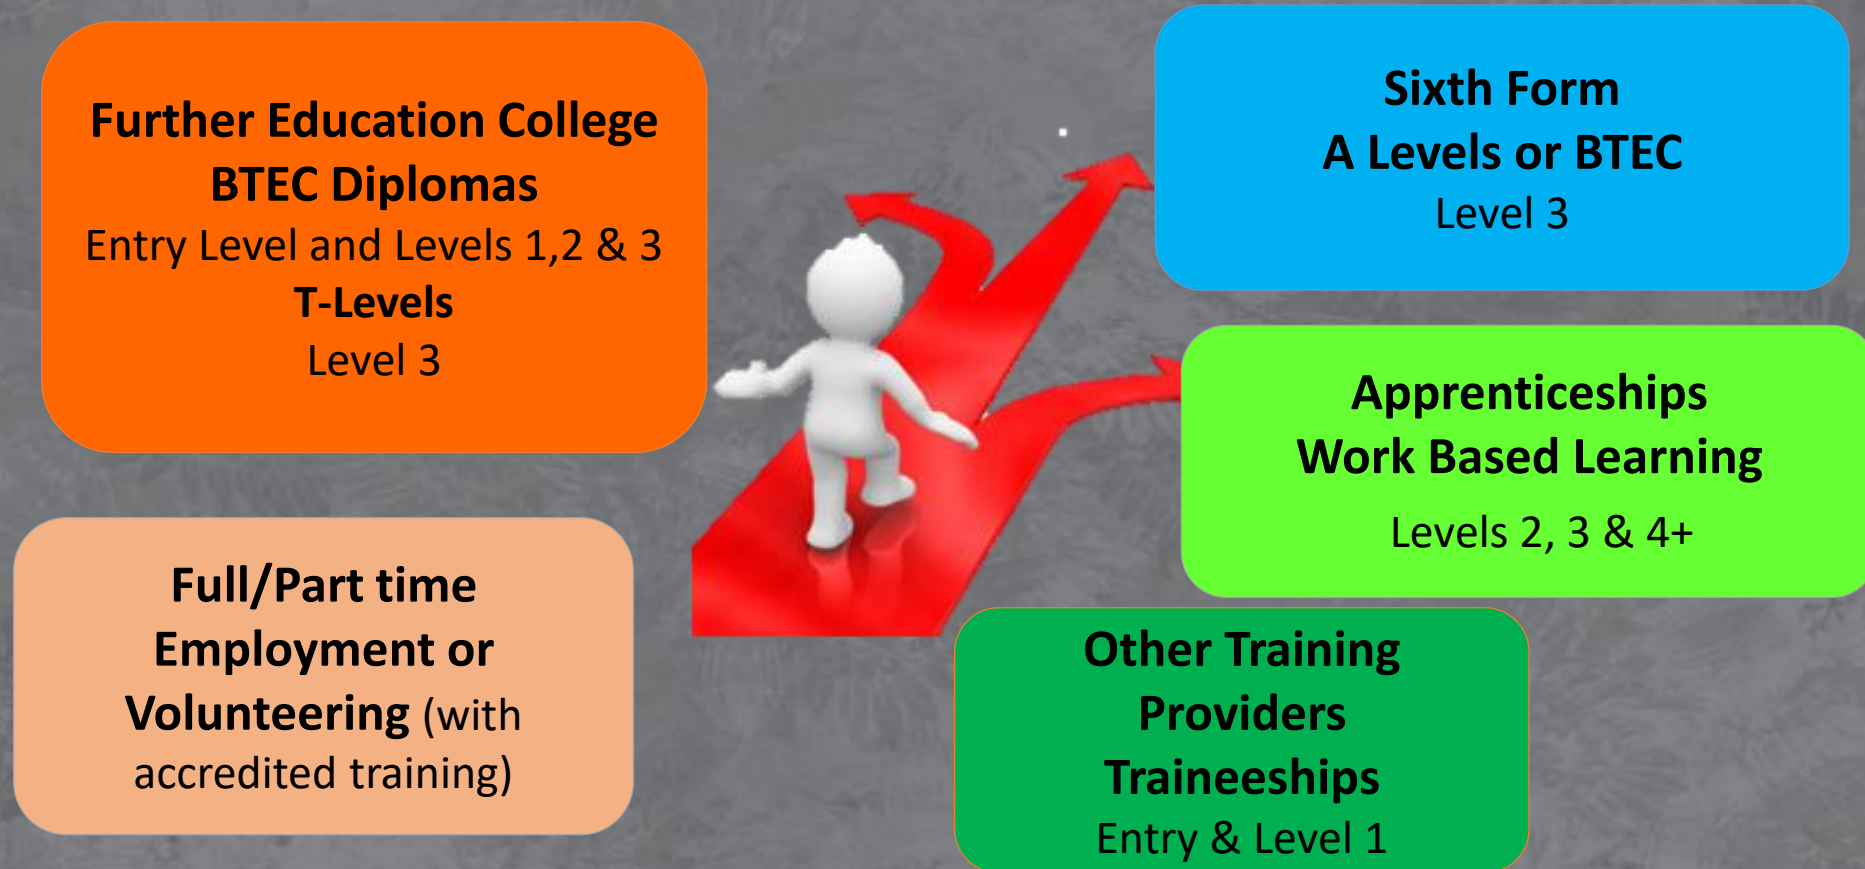 Further Education College
BTEC Diplomas
Entry Level and Levels 1,2 & 3
T-Levels
Level 3
Sixth Form
A Levels or BTEC
Level 3
Apprenticeships
Work Based Learning
Levels 2, 3 & 4+
Full/Part time
Employment or
Volunteering (with
accredited training)
Other Training
Providers
Traineeships
Entry & Level 1